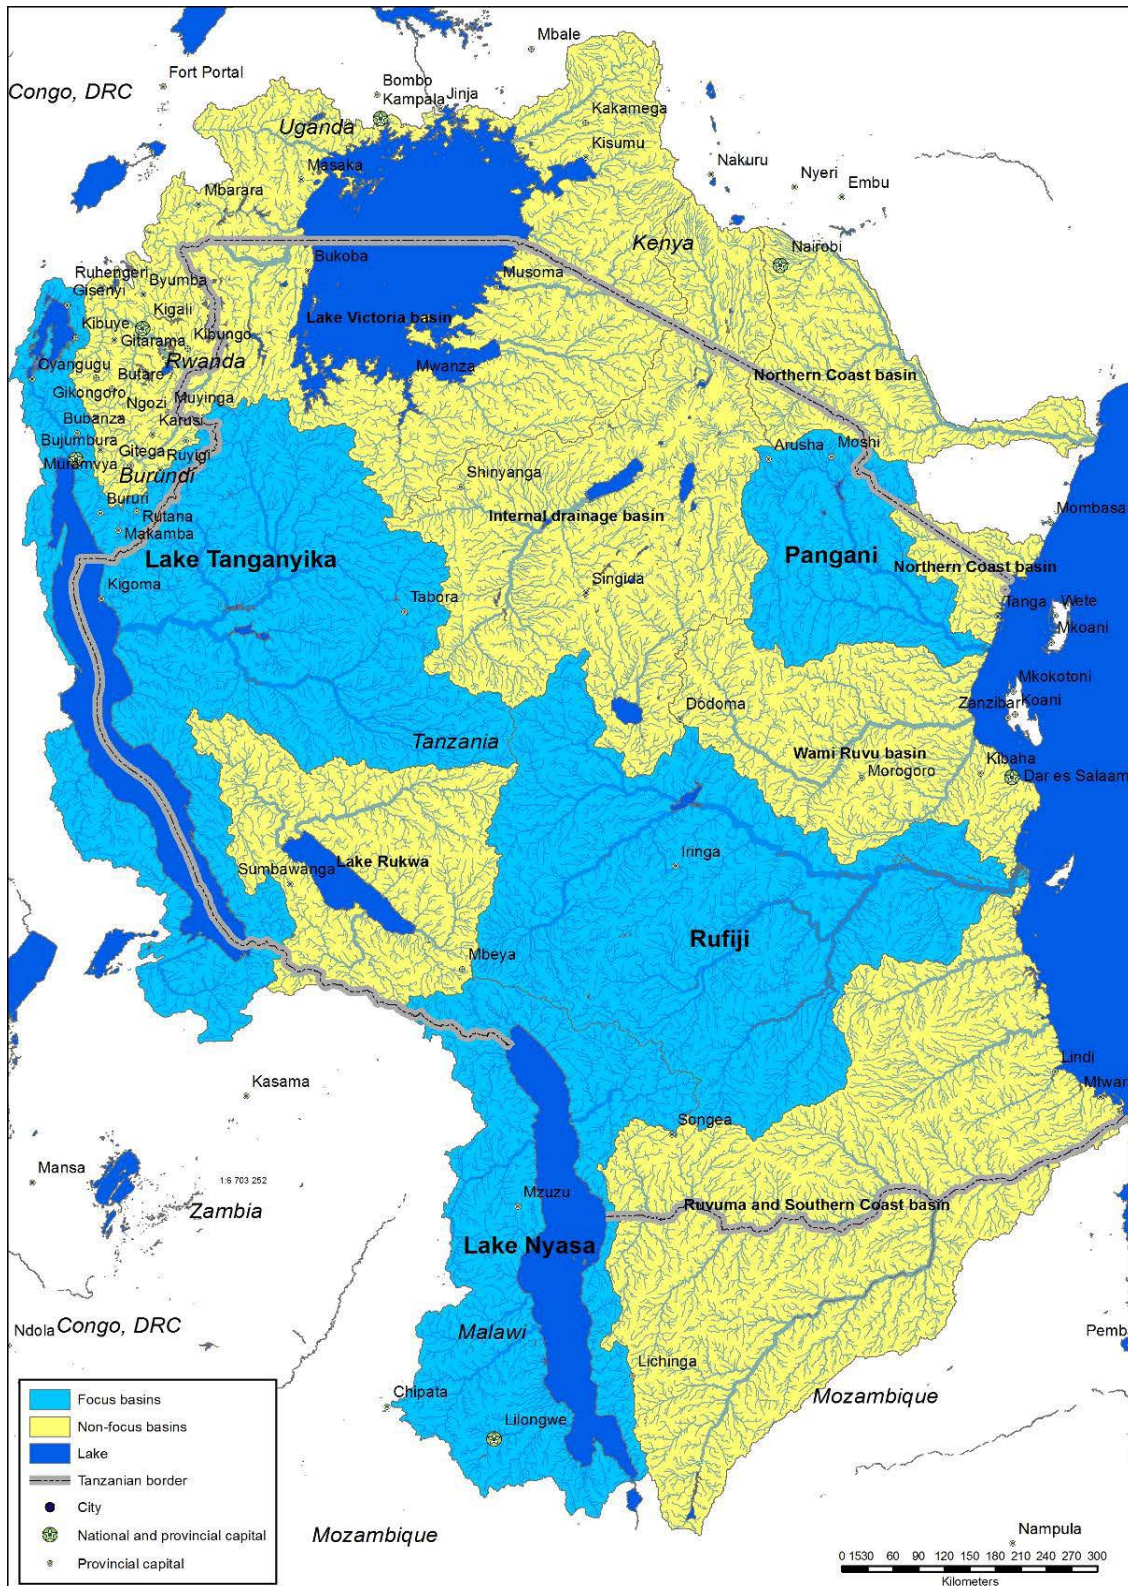 Mbale
Fort Portal
Congo, DRC
Bombo
Kampala
Jinja
Kakamega
Uganda
Kisumu
Masaka
Nakuru
Nyeri
Embu
Mbarara
Kenya
Nairobi
Bukoba
Ruhengeri
Byumba
Musoma
Gisenyi
Kigali
Lake Victoria basin
Kibuye
Gitarama
Kibungo
Rwanda
Cyangugu
Butare
Mwanza
Northern Coast basin
Gikongoro
Ngozi
Muyinga
Bubanza
Karusi
Bujumbura
Gitega
Ruyigi
Arusha
Moshi
Muramvya
Burundi
Shinyanga
Bururi
Rutana
Internal drainage basin
Mombasa
Makamba
Lake Tanganyika
Pangani
Northern Coast basin
Kigoma
Singida
Tabora
Tanga
Wete
Mkoani
Mkokotoni
Dodoma
Zanzibar
Koani
Tanzania
Wami Ruvu basin
Kibaha
Morogoro
Dar es Salaam
Lake Rukwa
Iringa
Sumbawanga
Rufiji
Mbeya
Lindi
Kasama
Mtwar
Songea
Mansa
1:6 703 252
Mzuzu
Zambia
Ruvuma and Southern Coast basin
Lake Nyasa
Ndola
Congo, DRC
Malawi
Pemb
Lichinga
Chipata
Mozambique
Lilongwe
Focus basins
Non-focus basins
Lake
Tanzanian border
City
National and provincial capital
Provincial capital
Mozambique
Nampula
0 1530 60 90 120 150 180 210 240 270 300
Kilometers